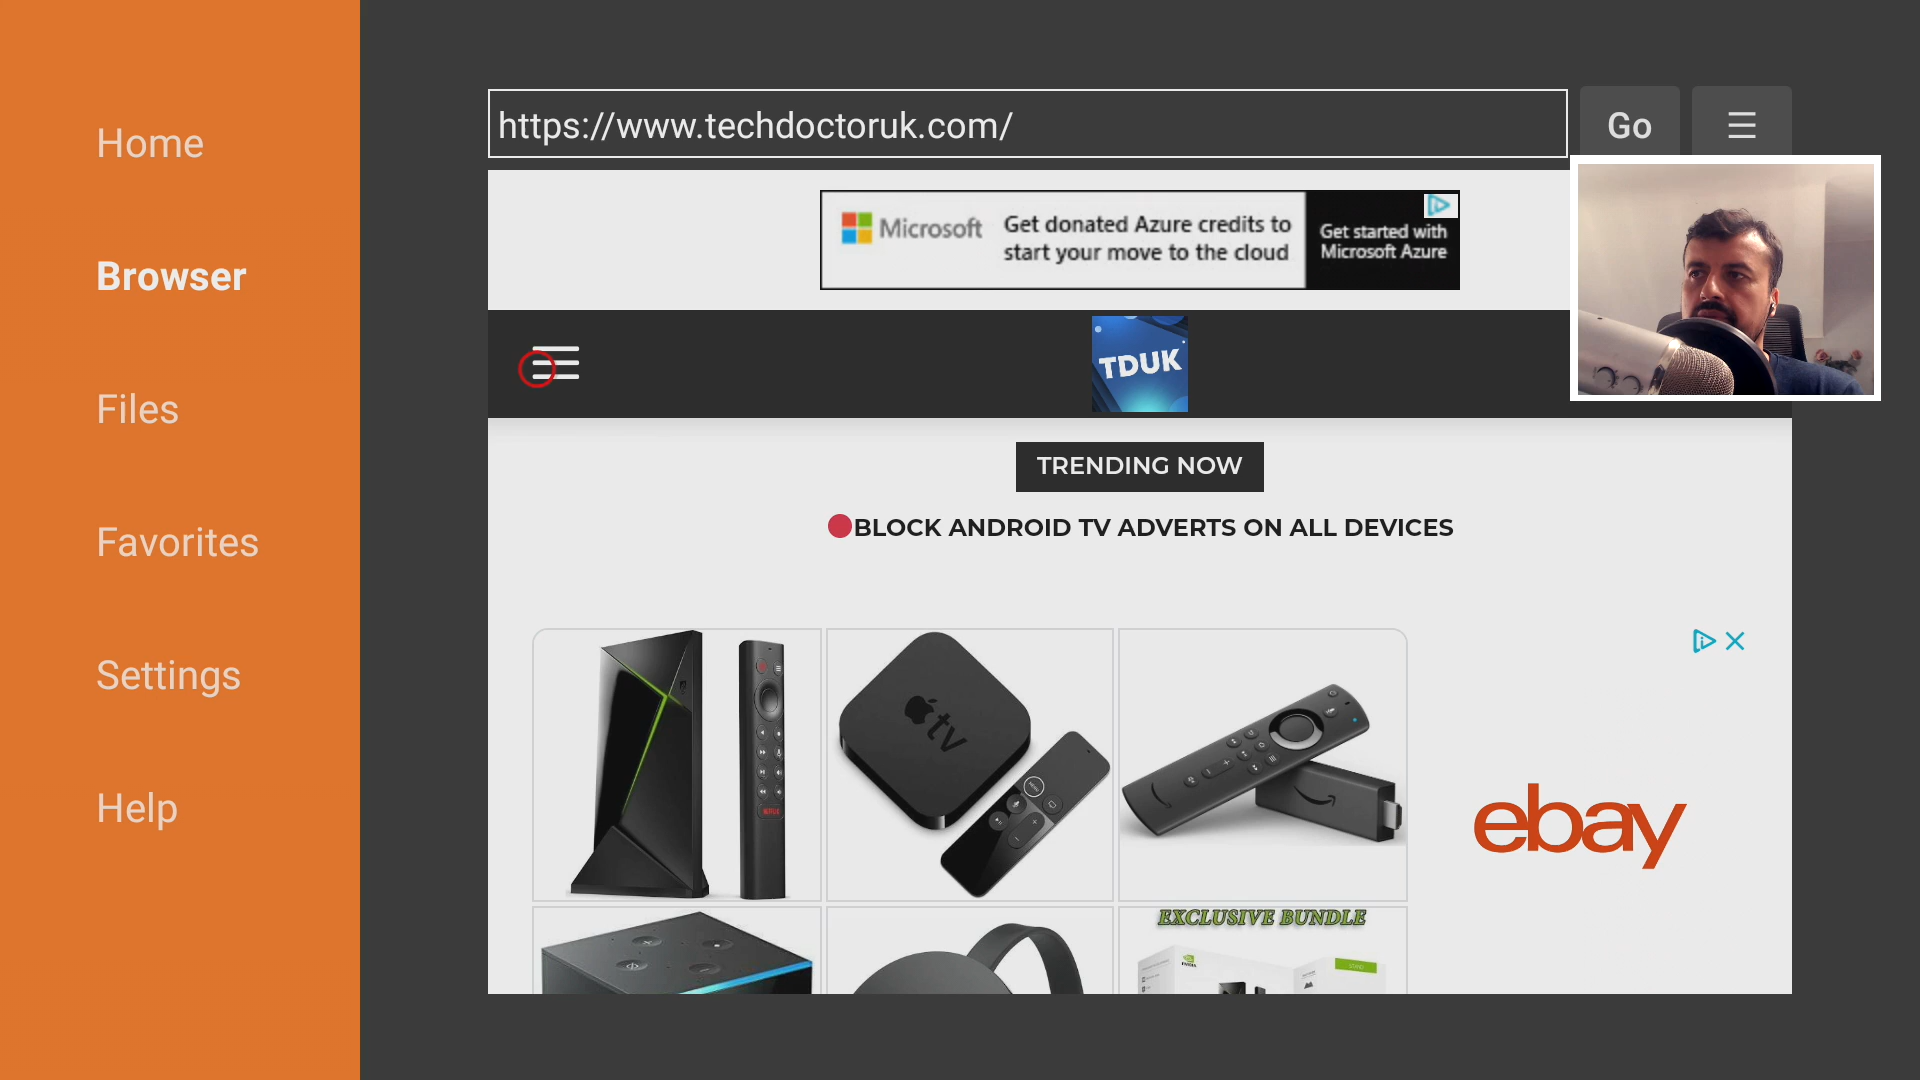 Home
Browser
Files
Favorites
Settings
Help
https://www.techdoctoruk.com/
Go
Microsoft
Get donated Azure credits to
start your move to the cloud
Get started with
Microsoft Azure
TDUK
TRENDING NOW
BLOCK ANDROID TV ADVERTS ON ALL DEVICES
tv
ebay
EXCLUSIVE BUNDLE